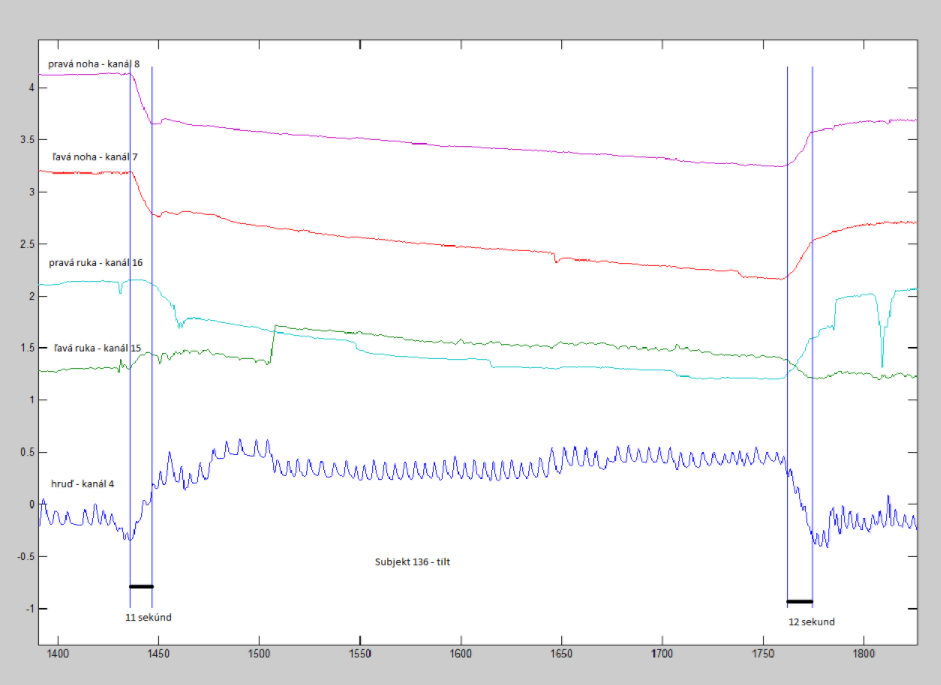 pravá noha - kanál 8
4
3.5
ľavá noha - kanál 7
3
2.5
pravá ruka - kanál 16
2
1.5
ľavá ruka - kanál 15
1
0.5
hruď - kanál 4
0
-0.5
Subjekt 136 - tilt
-1
11 sekúnd
12 sekund
1400 1450 1500 1550 1600 1650 1700 1750 1800